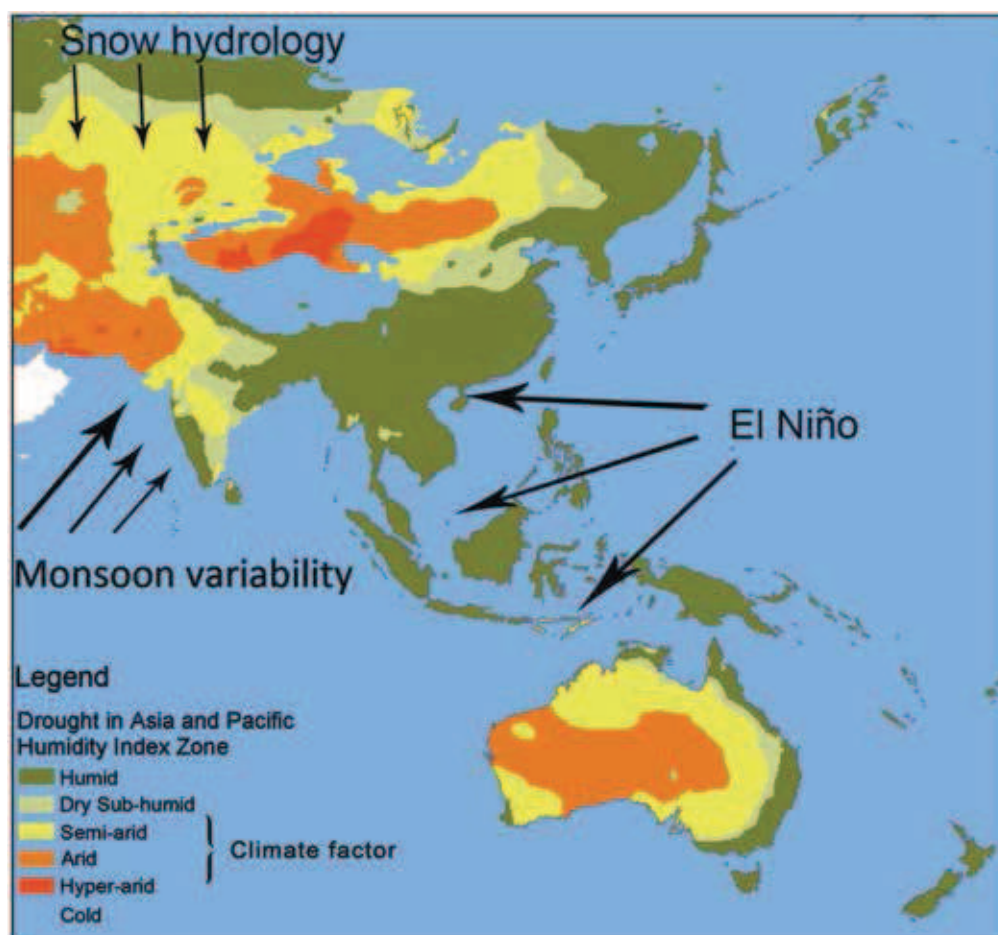 Snow hydrology
El Niño
Monsoon variability
Legend
Drought in Asia and Pacific
Humidity Index Zone
Humid
Dry Sub-humid
Semi-arid
Arid
Hyper-arid
Cold
Climate factor